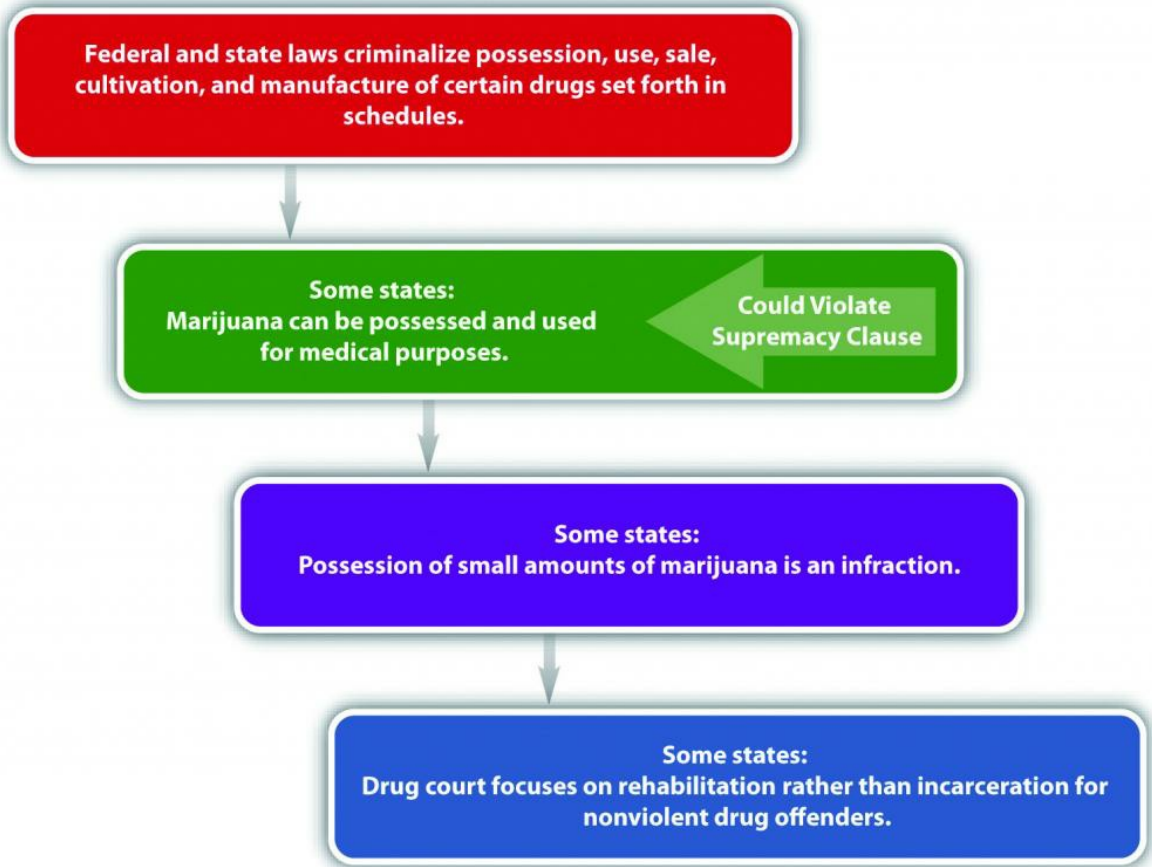 Federal and state laws criminalize possession, use, sale,
cultivation, and manufacture of certain drugs set forth in
schedules.
Some states:
Marijuana can be possessed and used
for medical purposes.
Could Violate
Supremacy Clause
Some states:
Possession of small amounts of marijuana is an infraction.
Some states:
Drug court focuses on rehabilitation rather than incarceration for
nonviolent drug offenders.